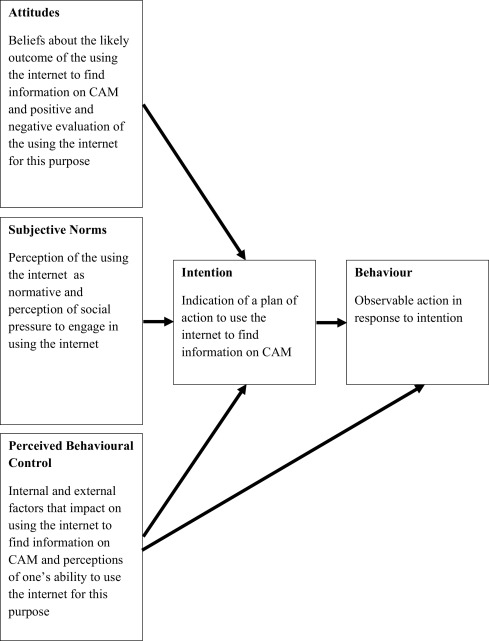 Attitudes
Beliefs about the likely
outcome of the using
the internet to find
information on CAM
and positive and
negative evaluation of
the using the internet
for this purpose
Subjective Norms
Perception of the using
the internet as
normative and
perception of social
pressure to engage in
using the internet
Intention
Indication of a plan of
action to use the
internet to find
information on CAM
Behaviour
Observable action in
response to intention
Perceived Behavioural
Control
Internal and external
factors that impact on
using the internet to
find information on
CAM and perceptions
of one's ability to use
the internet for this
purpose